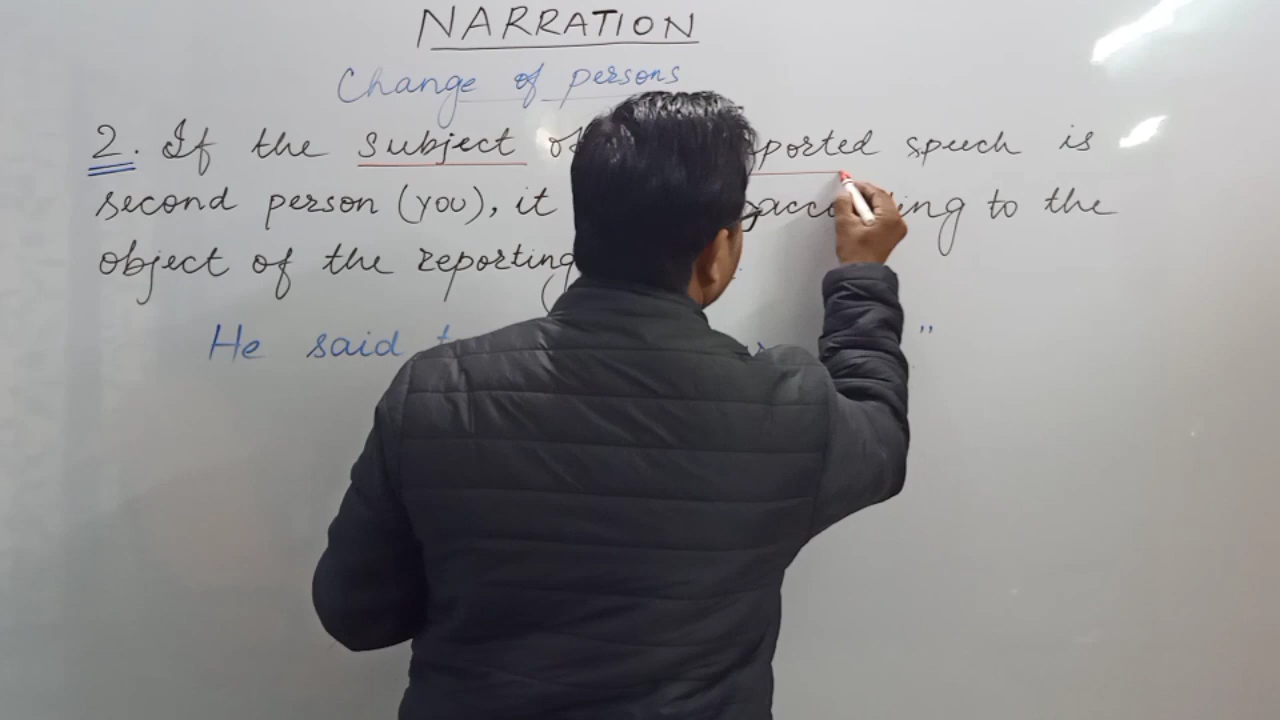 NARRATION
Change of persons
2. If the subject of ported speech is
second person (you), it according to the
object of the reporting
He said "